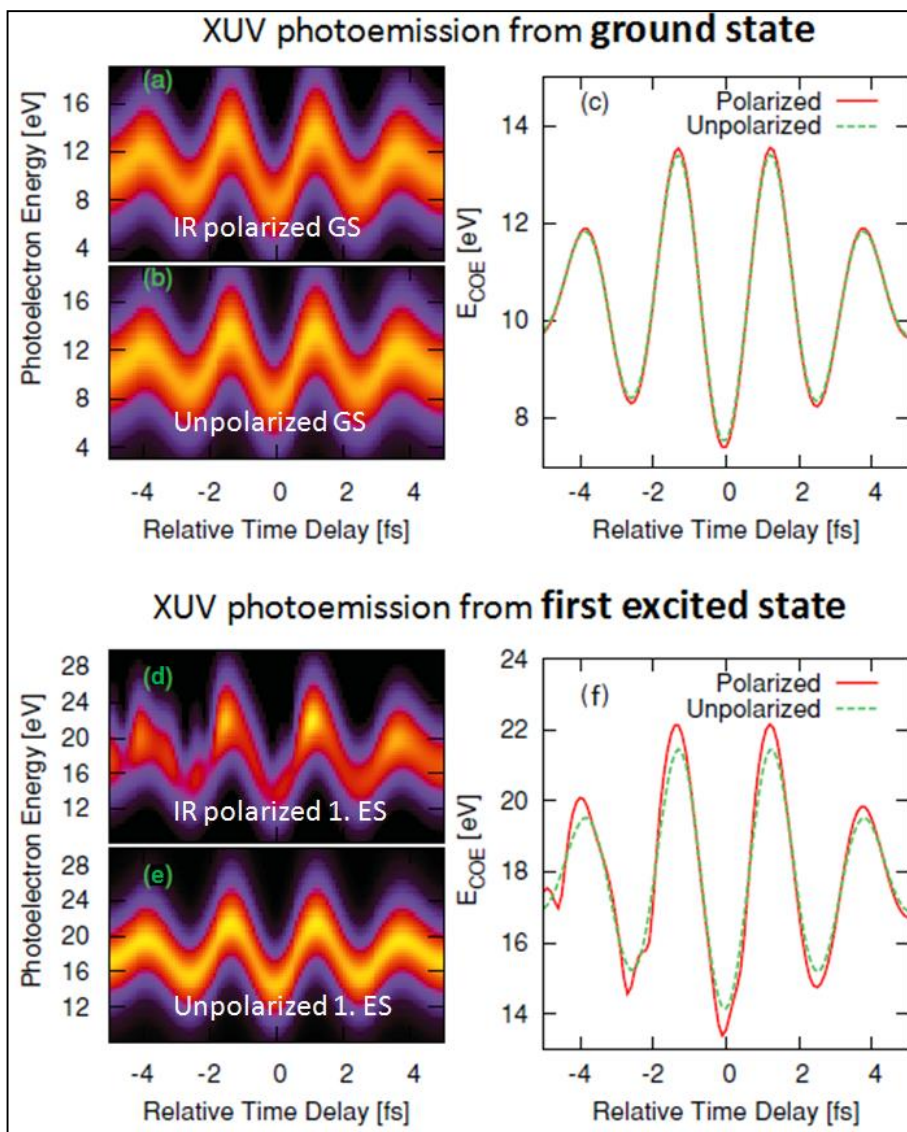 XUV photoemission from ground state
(a)
16
12
8
4
IR polarized GS
(b)
16
12
8
4
Unpolarized GS
Photoelectron Energy [eV]
-4 -2 0 2 4
Relative Time Delay [fs]
(c)
Polarized
Unpolarized
14
12
10
8
E_COE [eV]
-4 -2 0 2 4
Relative Time Delay [fs]
XUV photoemission from first excited state
(d)
28
24
20
16
12
IR polarized 1. ES
(e)
28
24
20
16
12
Unpolarized 1. ES
Photoelectron Energy [eV]
-4 -2 0 2 4
Relative Time Delay [fs]
(f)
Polarized
Unpolarized
24
22
20
18
16
14
E_COE [eV]
-4 -2 0 2 4
Relative Time Delay [fs]